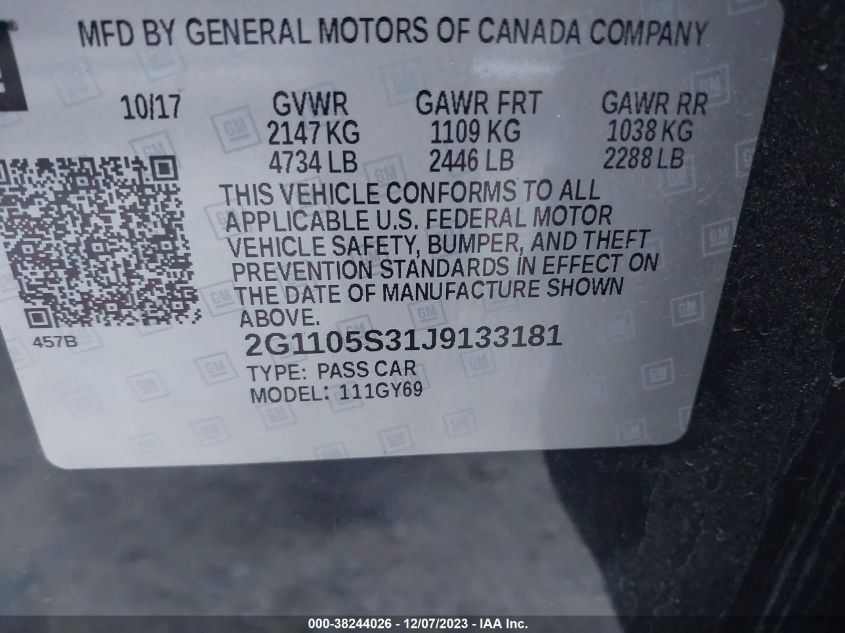 MFD BY GENERAL MOTORS OF CANADA COMPANY
10/17 GVWR GAWR FRT GAWR RR
2147 KG 1109 KG 1038 KG
4734 LB 2446 LB 2288 LB
THIS VEHICLE CONFORMS TO ALL
APPLICABLE U.S. FEDERAL MOTOR
VEHICLE SAFETY, BUMPER, AND THEFT
PREVENTION STANDARDS IN EFFECT ON
THE DATE OF MANUFACTURE SHOWN
ABOVE.
457B
2G1105S31J9133181
TYPE: PASS CAR
MODEL: 111GY69
000-38244026 - 12/07/2023 - IAA Inc.